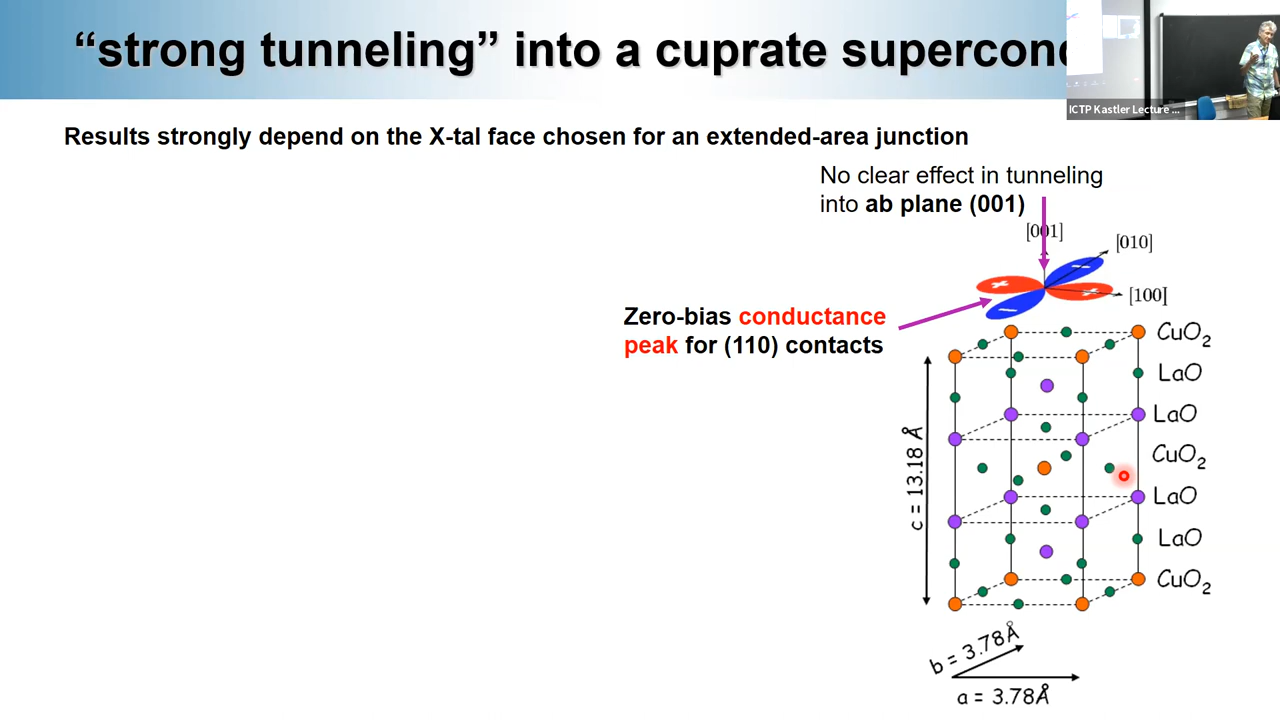 “strong tunneling” into a cuprate supercon
ICTP Kastler Lecture ...
Results strongly depend on the X-tal face chosen for an extended-area junction
No clear effect in tunneling
into ab plane (001)
[001]
[010]
[100]
+
−
−
+
Zero-bias conductance
peak for (110) contacts
CuO₂
LaO
LaO
CuO₂
LaO
LaO
CuO₂
c = 13.18 Å
b = 3.78Å
a = 3.78Å